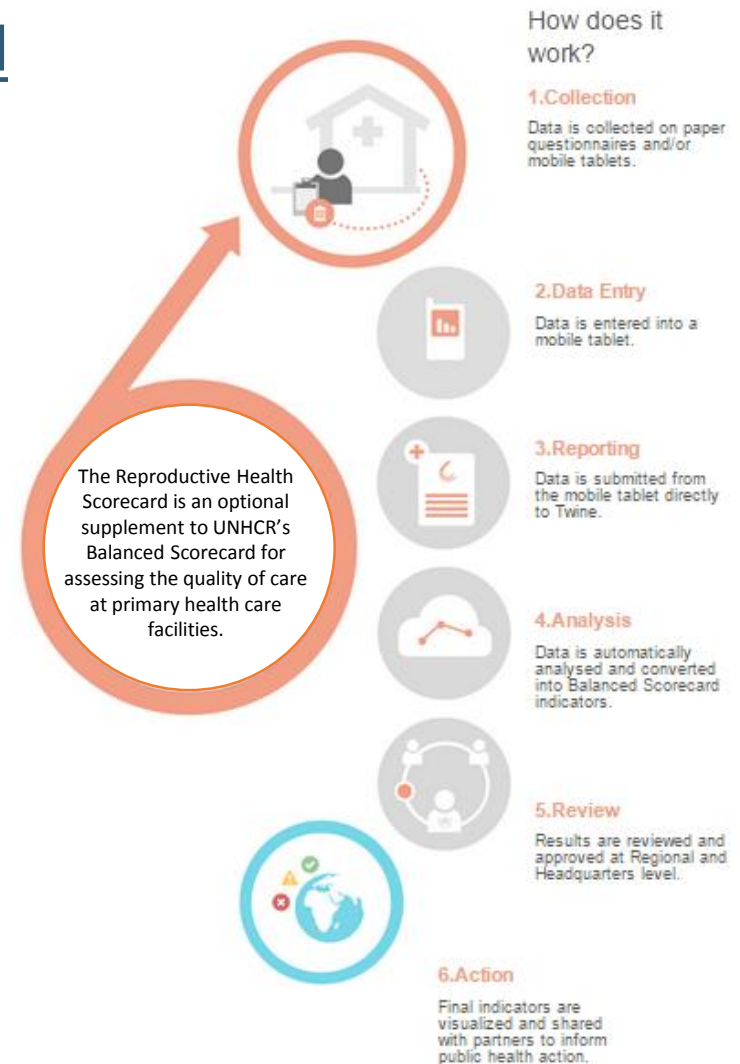 How does it
work?
1.Collection
Data is collected on paper
questionnaires and/or
mobile tablets.
2.Data Entry
Data is entered into a
mobile tablet.
The Reproductive Health
Scorecard is an optional
supplement to UNHCR’s
Balanced Scorecard for
assessing the quality of care
at primary health care
facilities.
3.Reporting
Data is submitted from
the mobile tablet directly
to Twine.
4.Analysis
Data is automatically
analysed and converted
into Balanced Scorecard
indicators.
5.Review
Results are reviewed and
approved at Regional and
Headquarters level.
6.Action
Final indicators are
visualized and shared
with partners to inform
public health action.